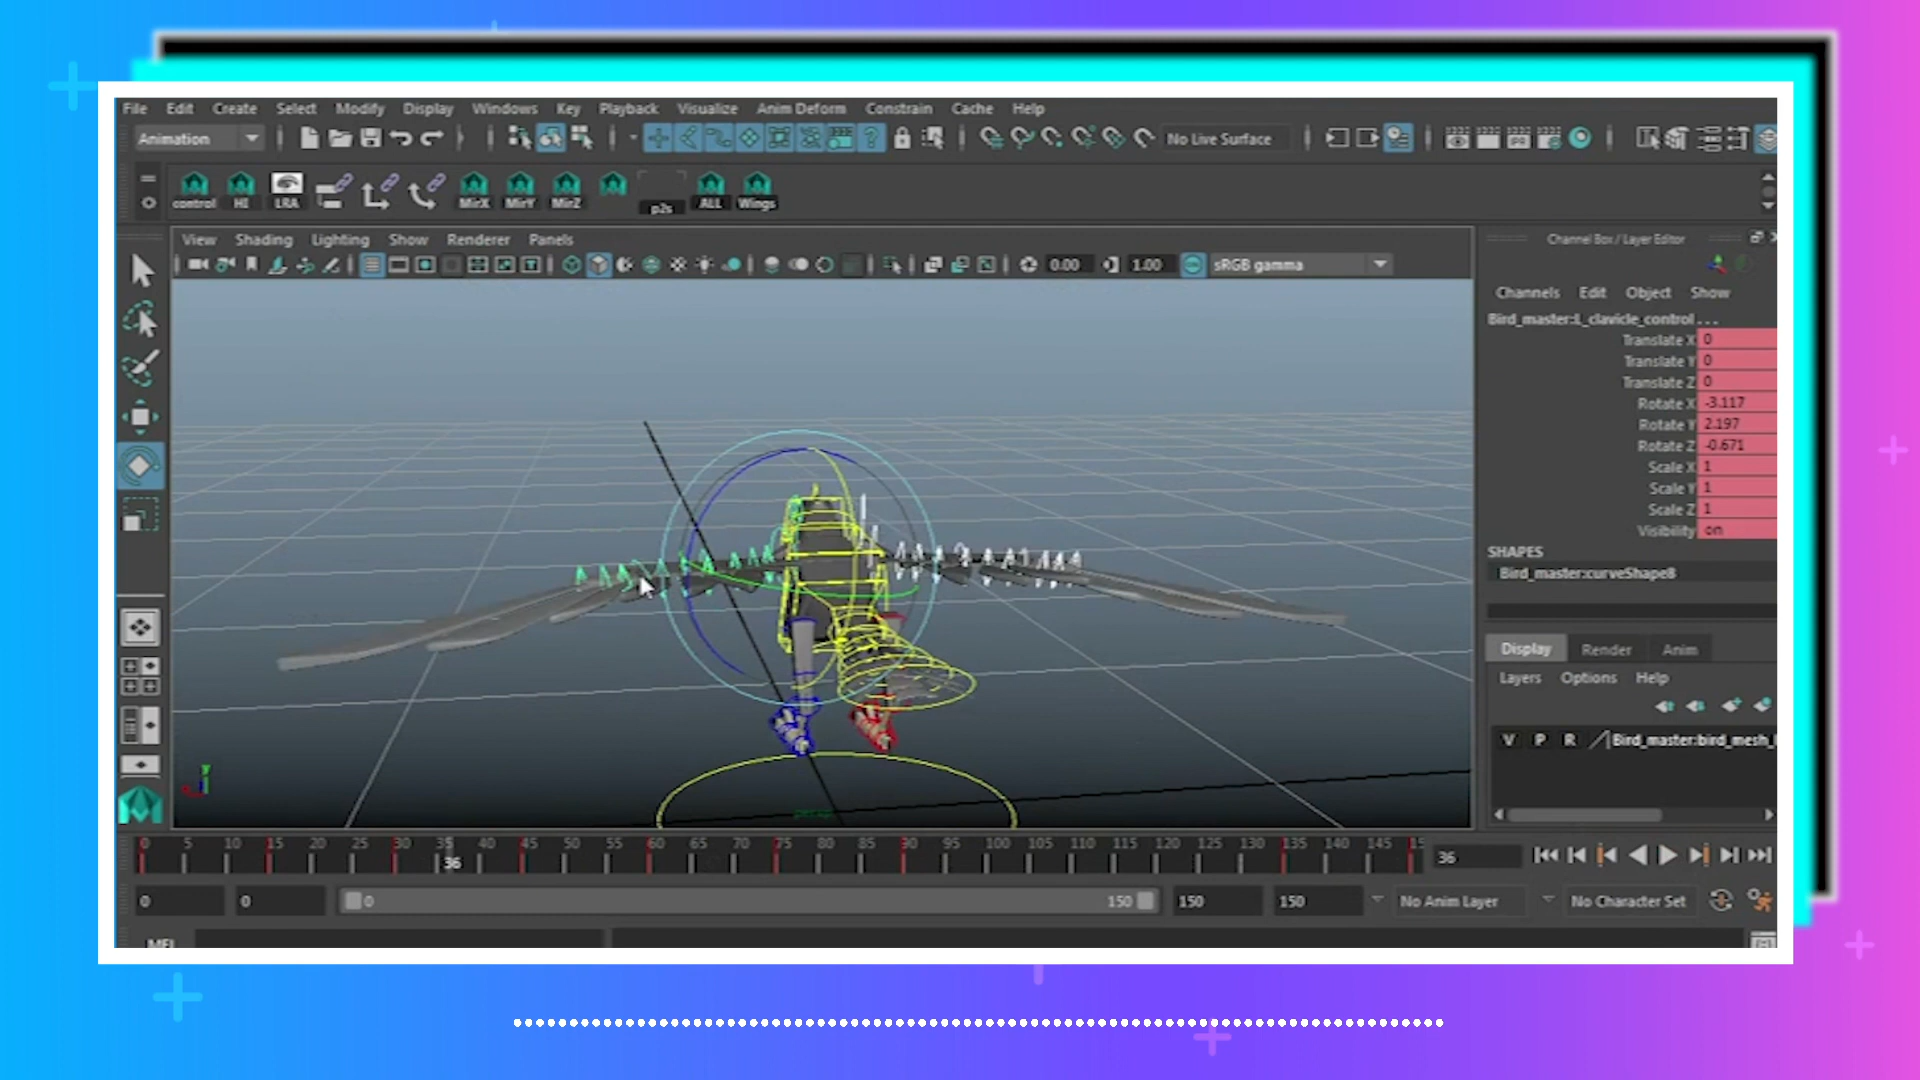 File Edit Create Select Modify Display Windows Key Playback Visualize Anim Deform Constrain Cache Help
Animation No Live Surface
control HI LRA MirX MirY MirZ p2s ALL Wings
View Shading Lighting Show Renderer Panels
0.00 1.00 sRGB gamma
Channel Box / Layer Editor
Channels Edit Object Show
Bird_master:L_clavicle_control . . .
Translate X 0
Translate Y 0
Translate Z 0
Rotate X -3.117
Rotate Y 2.197
Rotate Z -0.671
Scale X 1
Scale Y 1
Scale Z 1
Visibility on
SHAPES
Bird_master:curveShape8
Display Render Anim
Layers Options Help
V P R Bird_master:bird_mesh_
y
0 5 10 15 20 25 30 35 40 45 50 55 60 65 70 75 80 85 90 95 100 105 110 115 120 125 130 135 140 145 15
36 36
0 0 0 150 150 150 No Anim Layer No Character Set
MEL